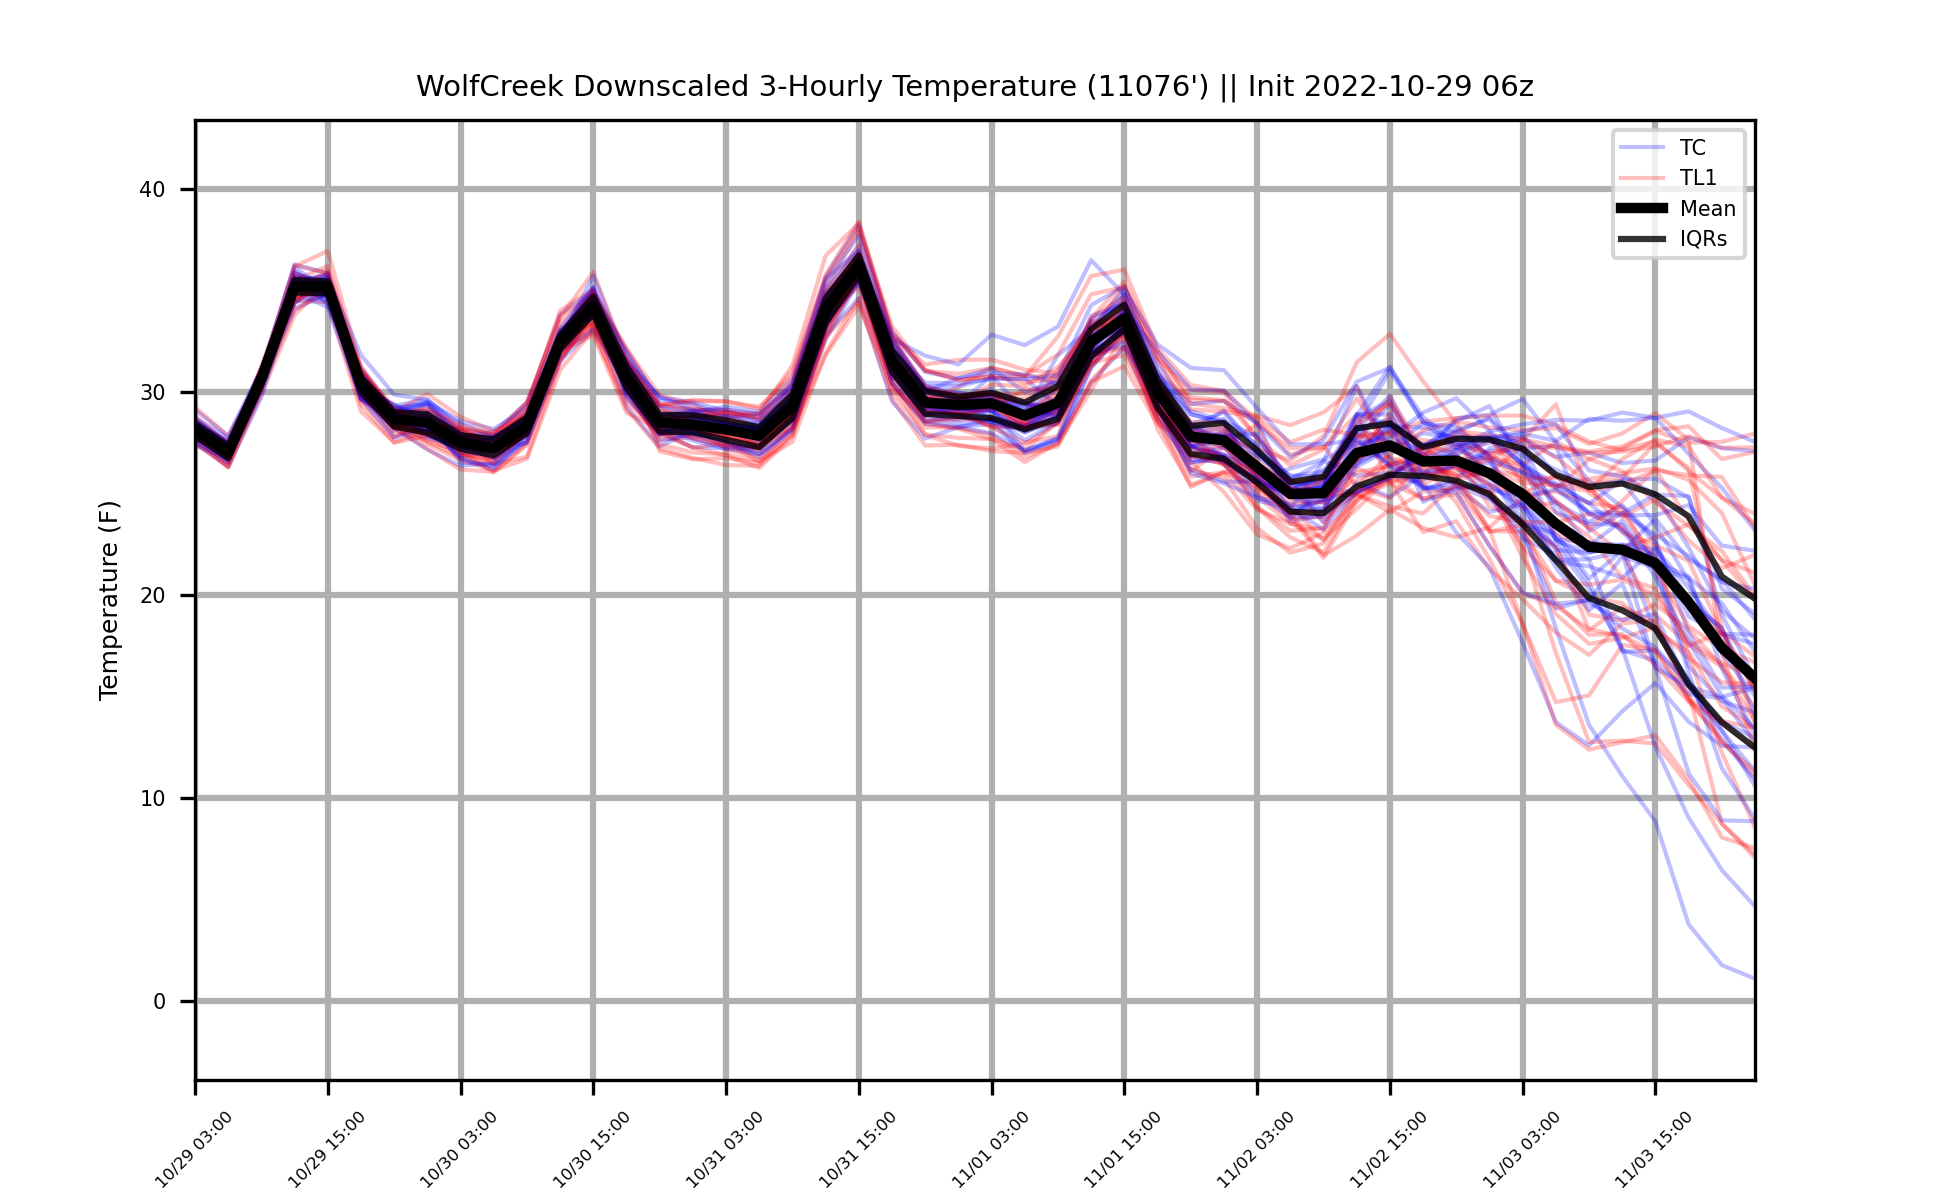 WolfCreek Downscaled 3-Hourly Temperature (11076') || Init 2022-10-29 06z
TC
TL1
Mean
IQRs
Temperature (F)
40
30
20
10
0
10/29 03:00
10/29 15:00
10/30 03:00
10/30 15:00
10/31 03:00
10/31 15:00
11/01 03:00
11/01 15:00
11/02 03:00
11/02 15:00
11/03 03:00
11/03 15:00